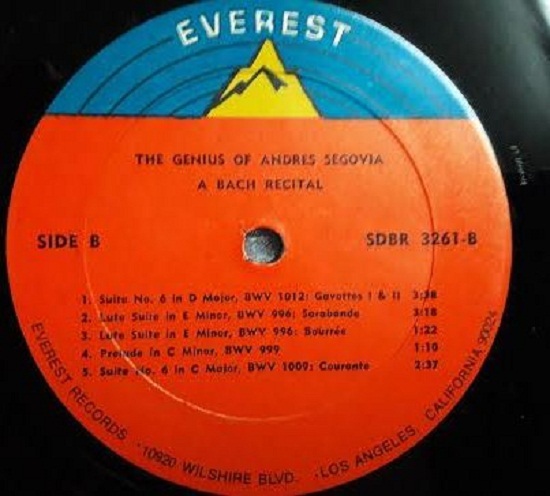 EVEREST
THE GENIUS OF ANDRES SEGOVIA
A BACH RECITAL
SIDE B
SDBR 3261-B
1. Suite No. 6 in D Major, BWV 1012: Gavottes I & II 3:38
2. Lute Suite in E Minor, BWV 996: Sarabande 3:18
3. Lute Suite in E Minor, BWV 996: Bourrée 1:22
4. Prelude in C Minor, BWV 999 1:10
5. Suite No. 6 in C Major, BWV 1009: Courante 2:37
EVEREST RECORDS · 10920 WILSHIRE BLVD. · LOS ANGELES, CALIFORNIA 90024